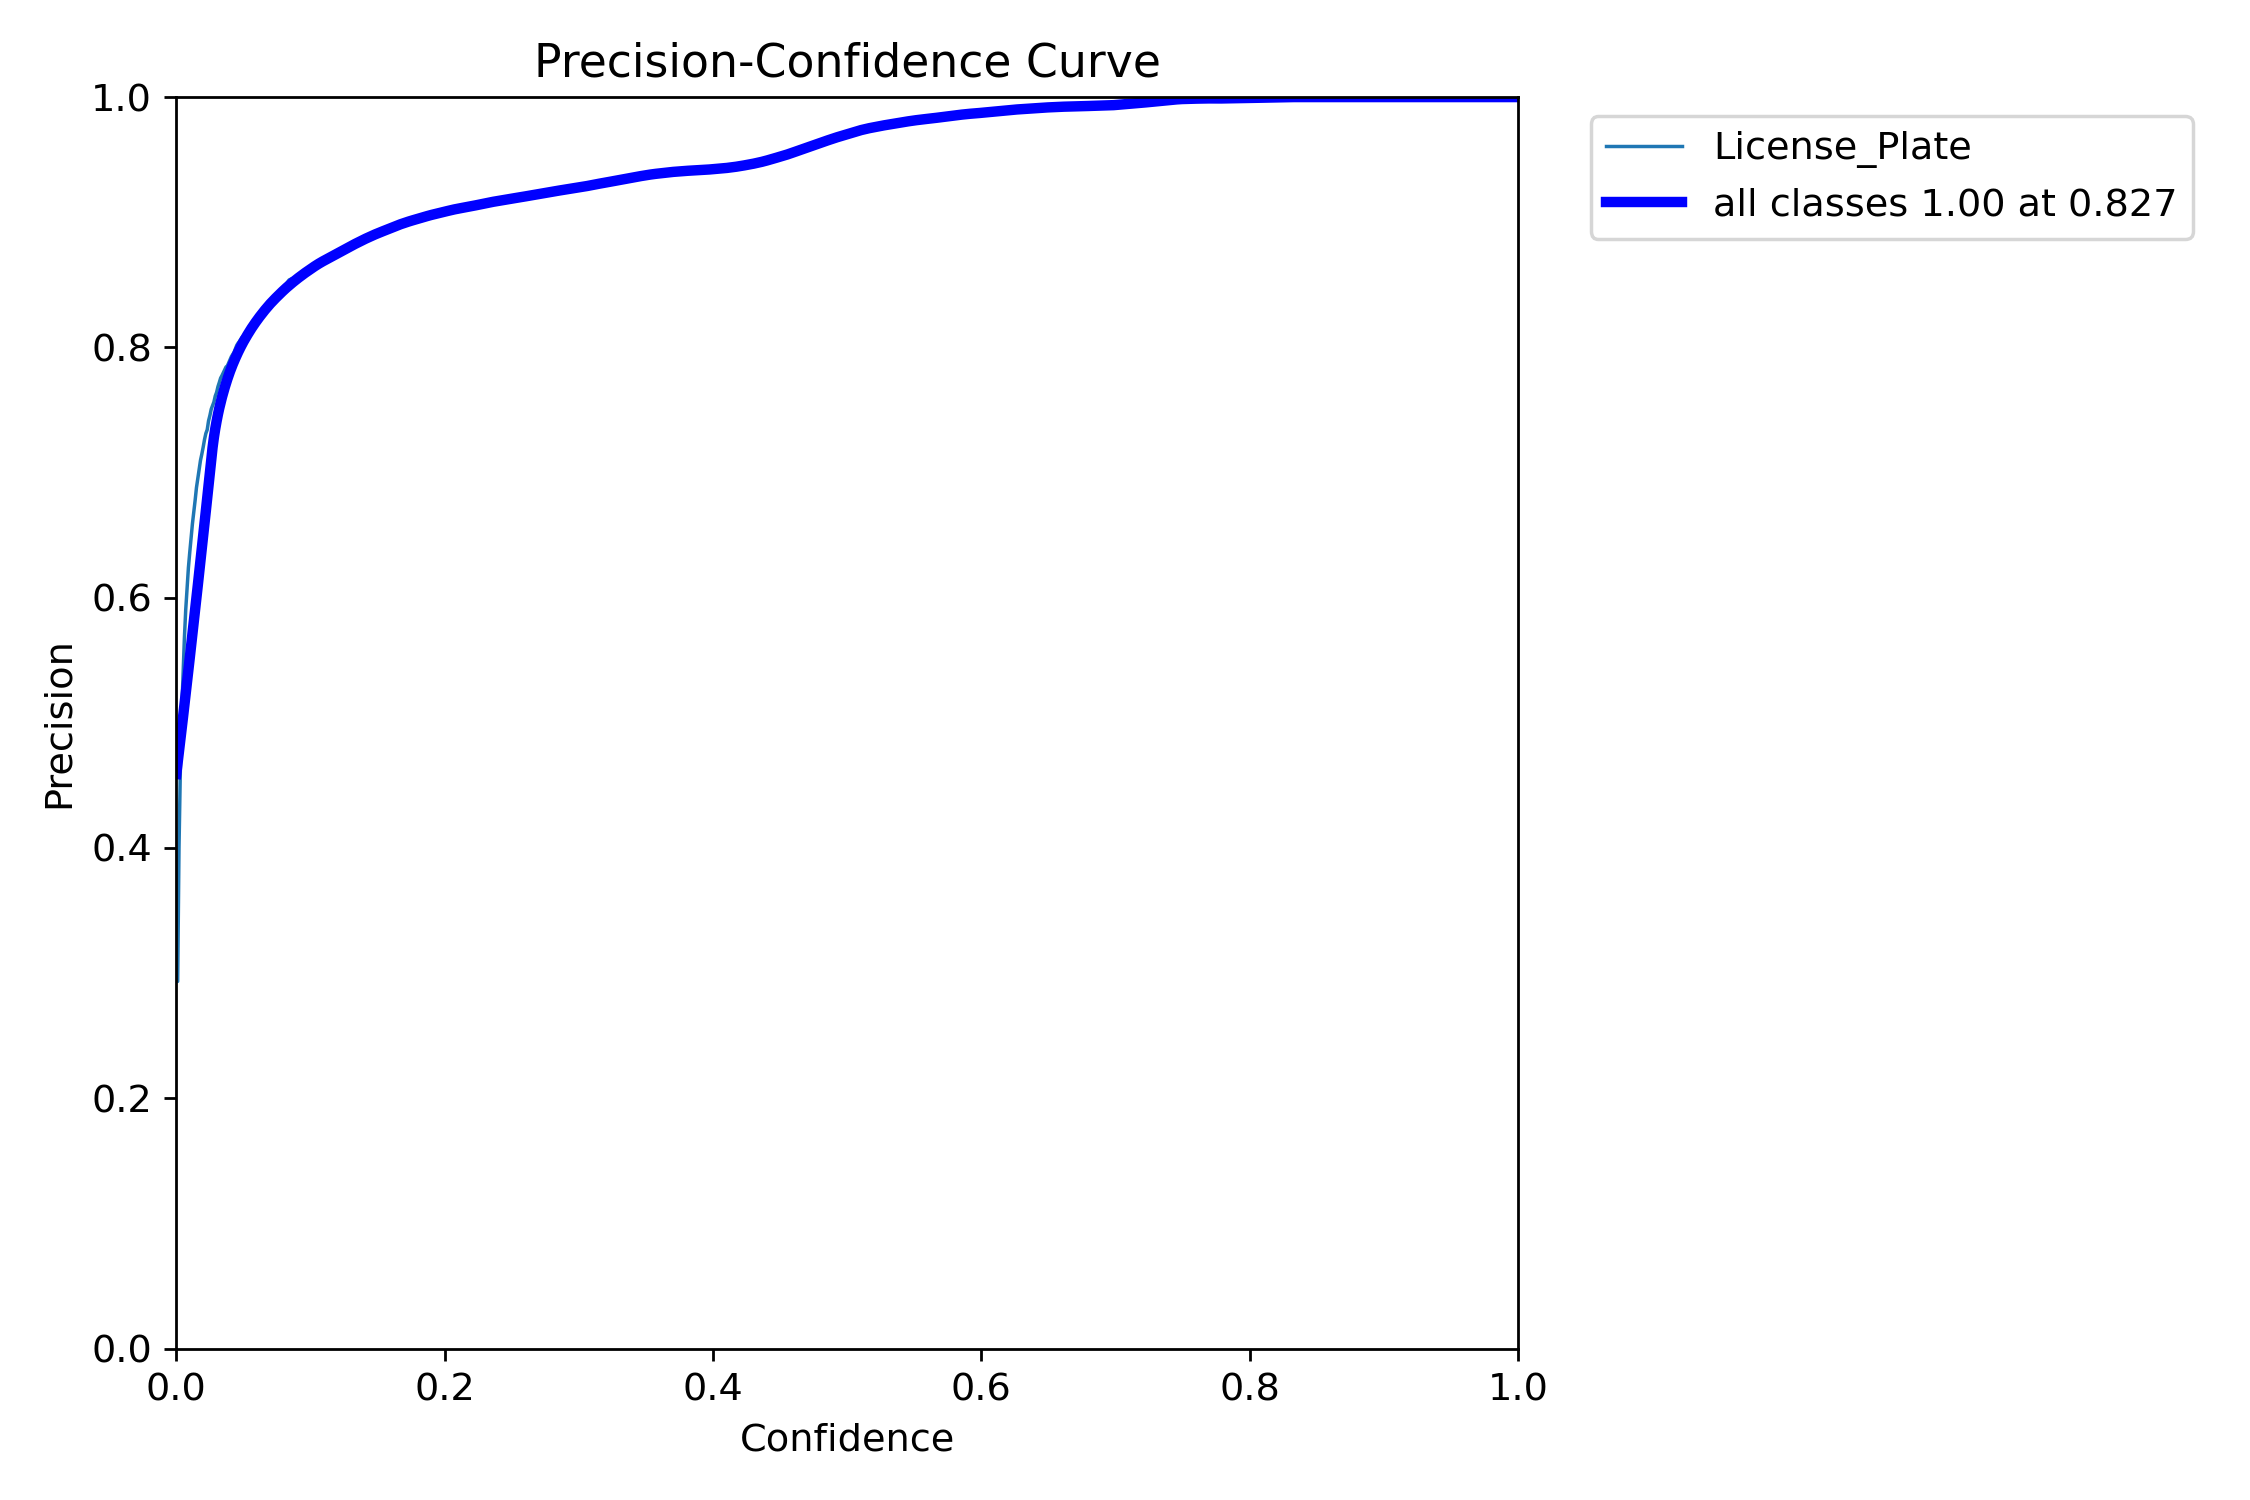 Precision-Confidence Curve
1.0
0.8
0.6
0.4
0.2
0.0
Precision
0.0 0.2 0.4 0.6 0.8 1.0
Confidence
License_Plate
all classes 1.00 at 0.827